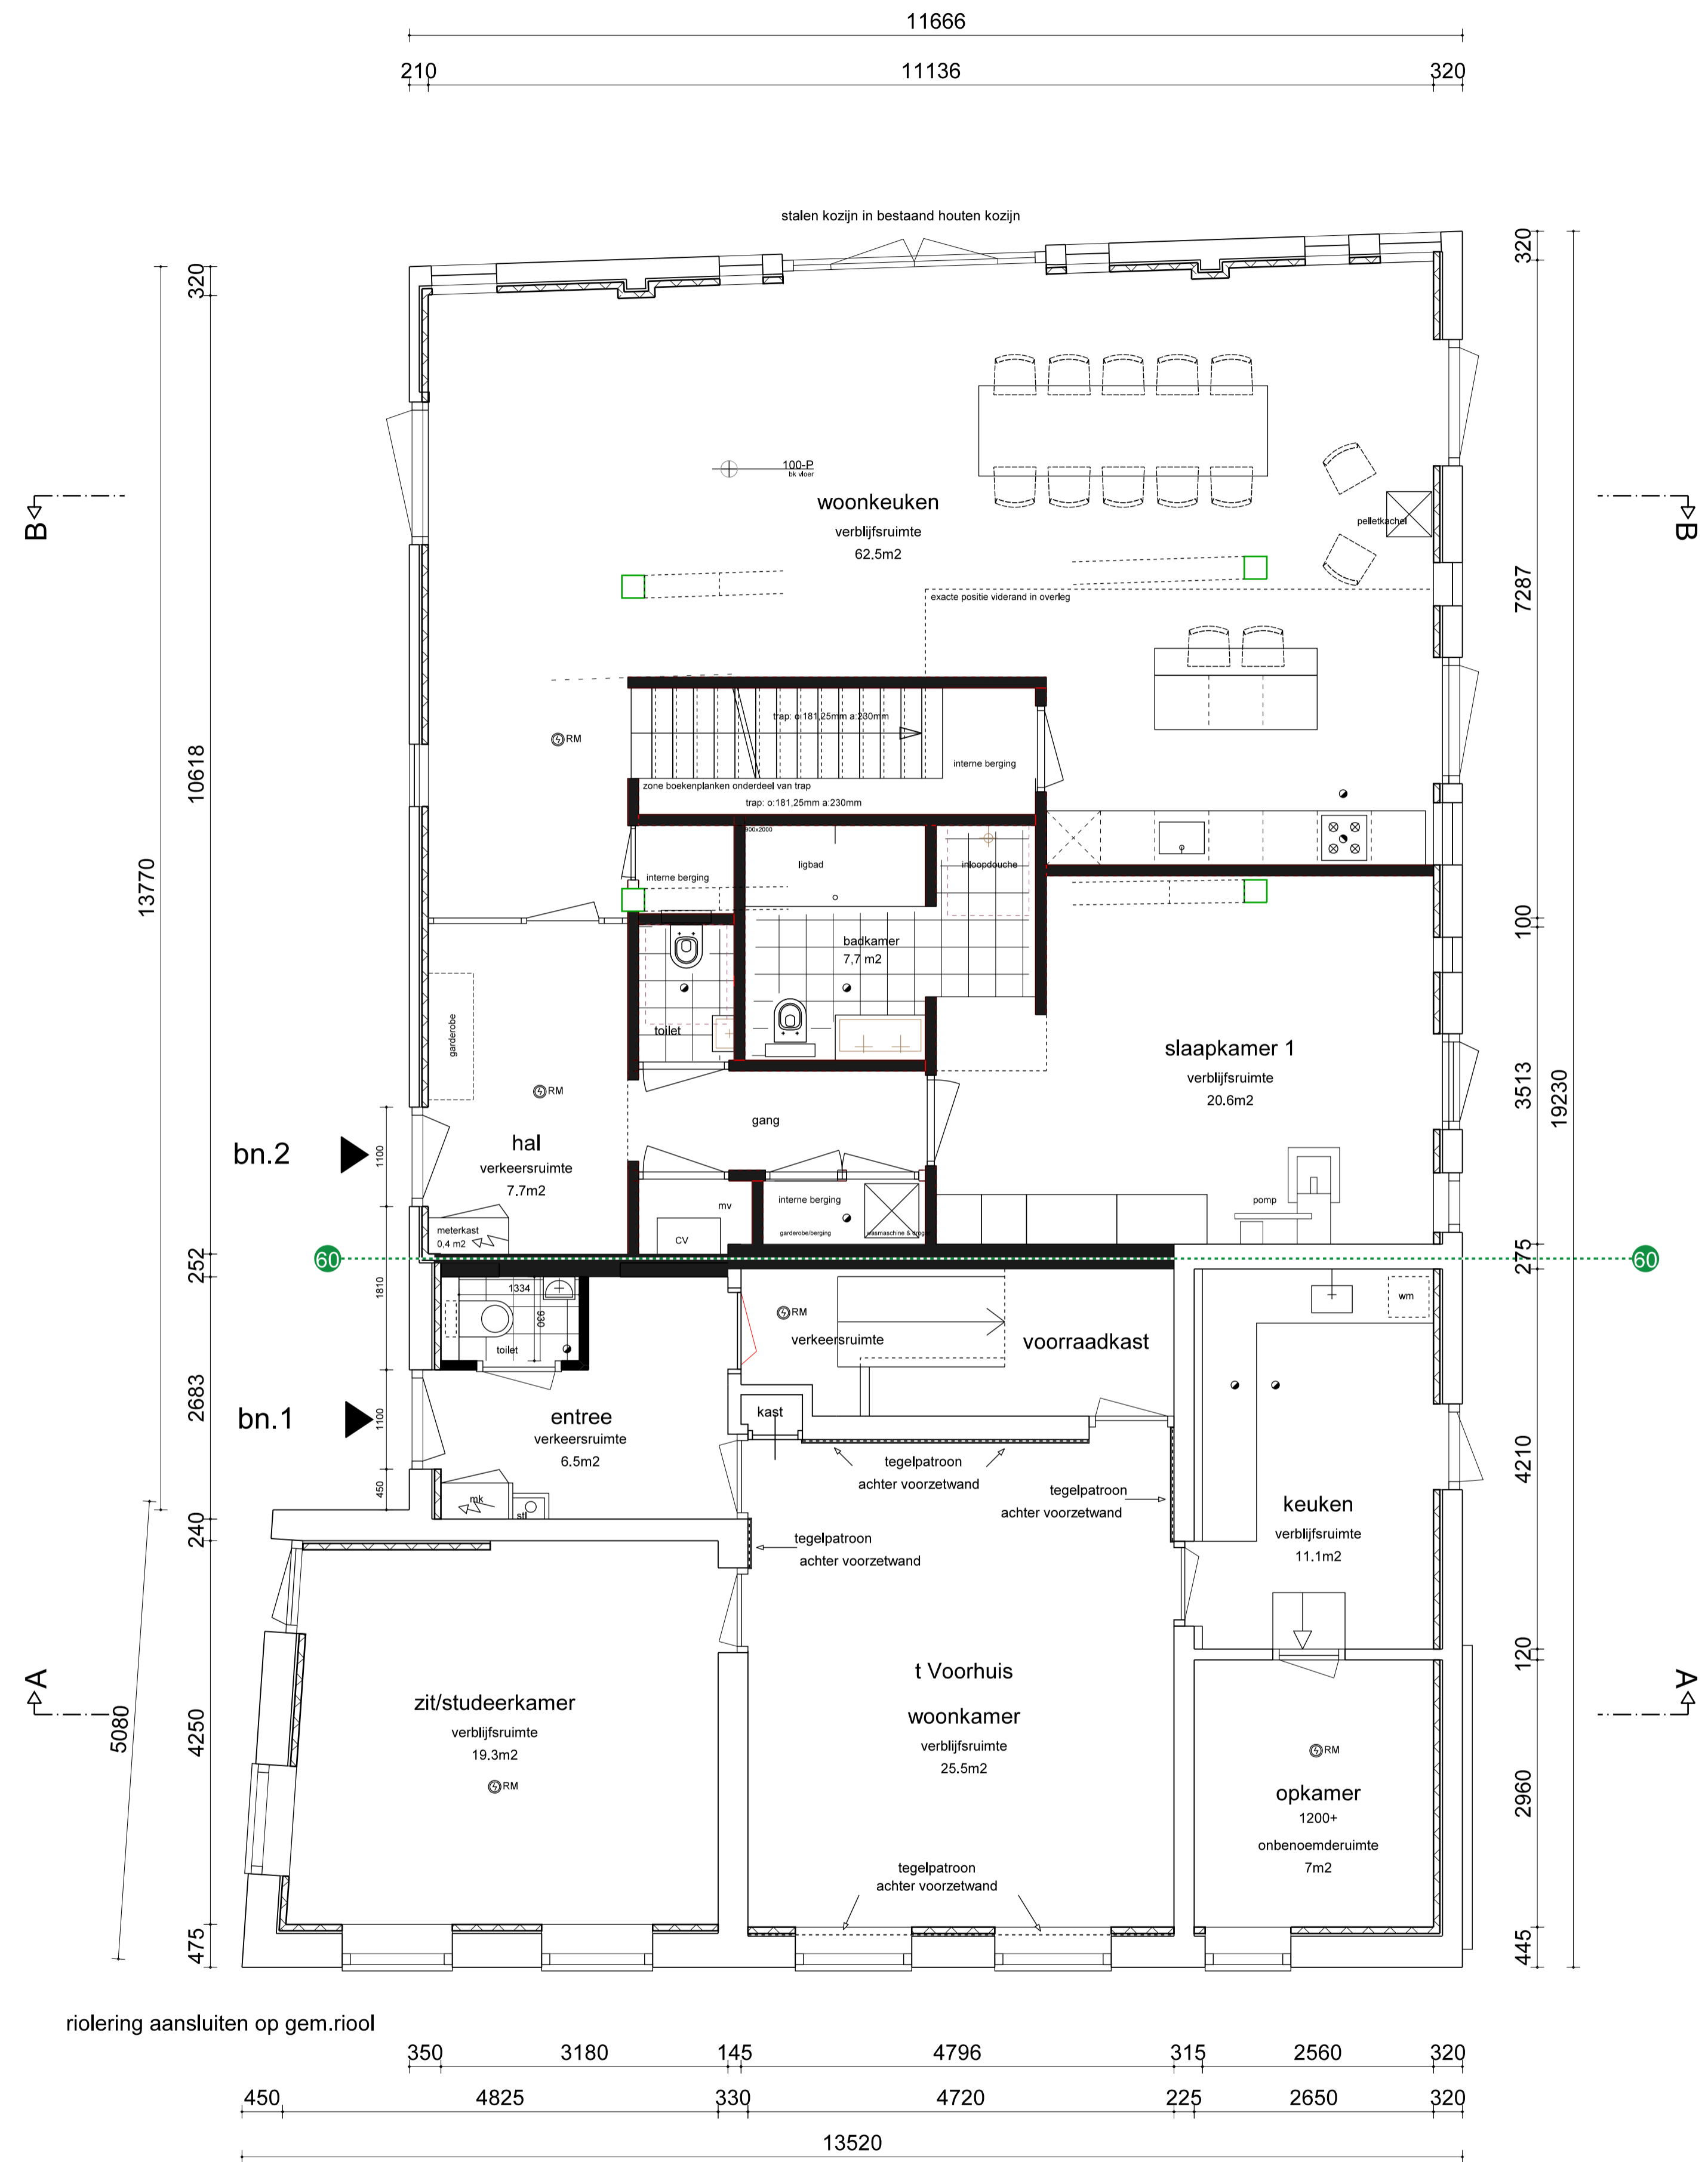 11666
210
11136
320
stalen kozijn in bestaand houten kozijn
320
320
100-P
bk vloer
woonkeuken
verblijfsruimte
62.5m2
pelletkachel
B
B
exacte positie viderand in overleg
7287
trap: o:181,25mm a:230mm
RM
interne berging
zone boekenplanken onderdeel van trap
trap: o:181,25mm a:230mm
10618
13770
900x2000
ligbad
inloopdouche
interne berging
100
badkamer
7,7 m2
toilet
garderobe
slaapkamer 1
verblijfsruimte
20.6m2
3513
19230
RM
gang
hal
verkeersruimte
7.7m2
bn.2
1100
mv
interne berging
pomp
meterkast
0,4 m2
CV
garderobe/berging
wasmachine & droger
60
60
252
275
1810
1334
930
toilet
RM
verkeersruimte
voorraadkast
wm
2683
bn.1
1100
entree
verkeersruimte
6.5m2
kast
tegelpatroon
achter voorzetwand
4210
450
mk
stl
tegelpatroon
achter voorzetwand
keuken
verblijfsruimte
11.1m2
240
tegelpatroon
achter voorzetwand
120
A
A
5080
4250
zit/studeerkamer
verblijfsruimte
19.3m2
RM
t Voorhuis
woonkamer
verblijfsruimte
25.5m2
RM
opkamer
1200+
onbenoemderuimte
7m2
2960
tegelpatroon
achter voorzetwand
475
445
riolering aansluiten op gem.riool
350
3180
145
4796
315
2560
320
450
4825
330
4720
225
2650
320
13520